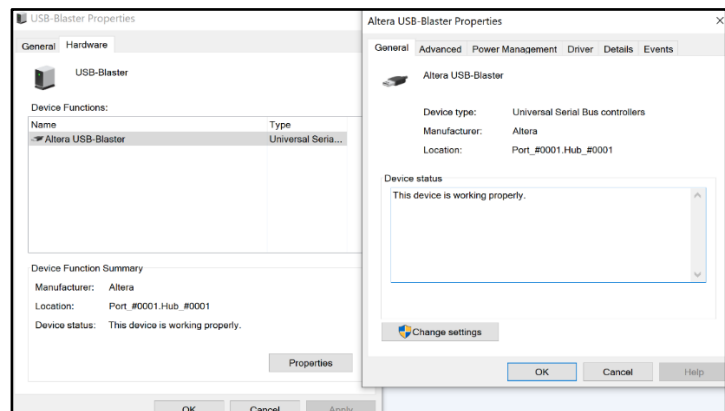 USB-Blaster Properties
General Hardware
USB-Blaster
Device Functions:
Name Type
Altera USB-Blaster Universal Seria...
Device Function Summary
Manufacturer: Altera
Location: Port_#0001.Hub_#0001
Device status: This device is working properly.
Properties
OK Cancel Apply
Altera USB-Blaster Properties
General Advanced Power Management Driver Details Events
Altera USB-Blaster
Device type: Universal Serial Bus controllers
Manufacturer: Altera
Location: Port_#0001.Hub_#0001
Device status
This device is working properly.
Change settings
OK Cancel Help